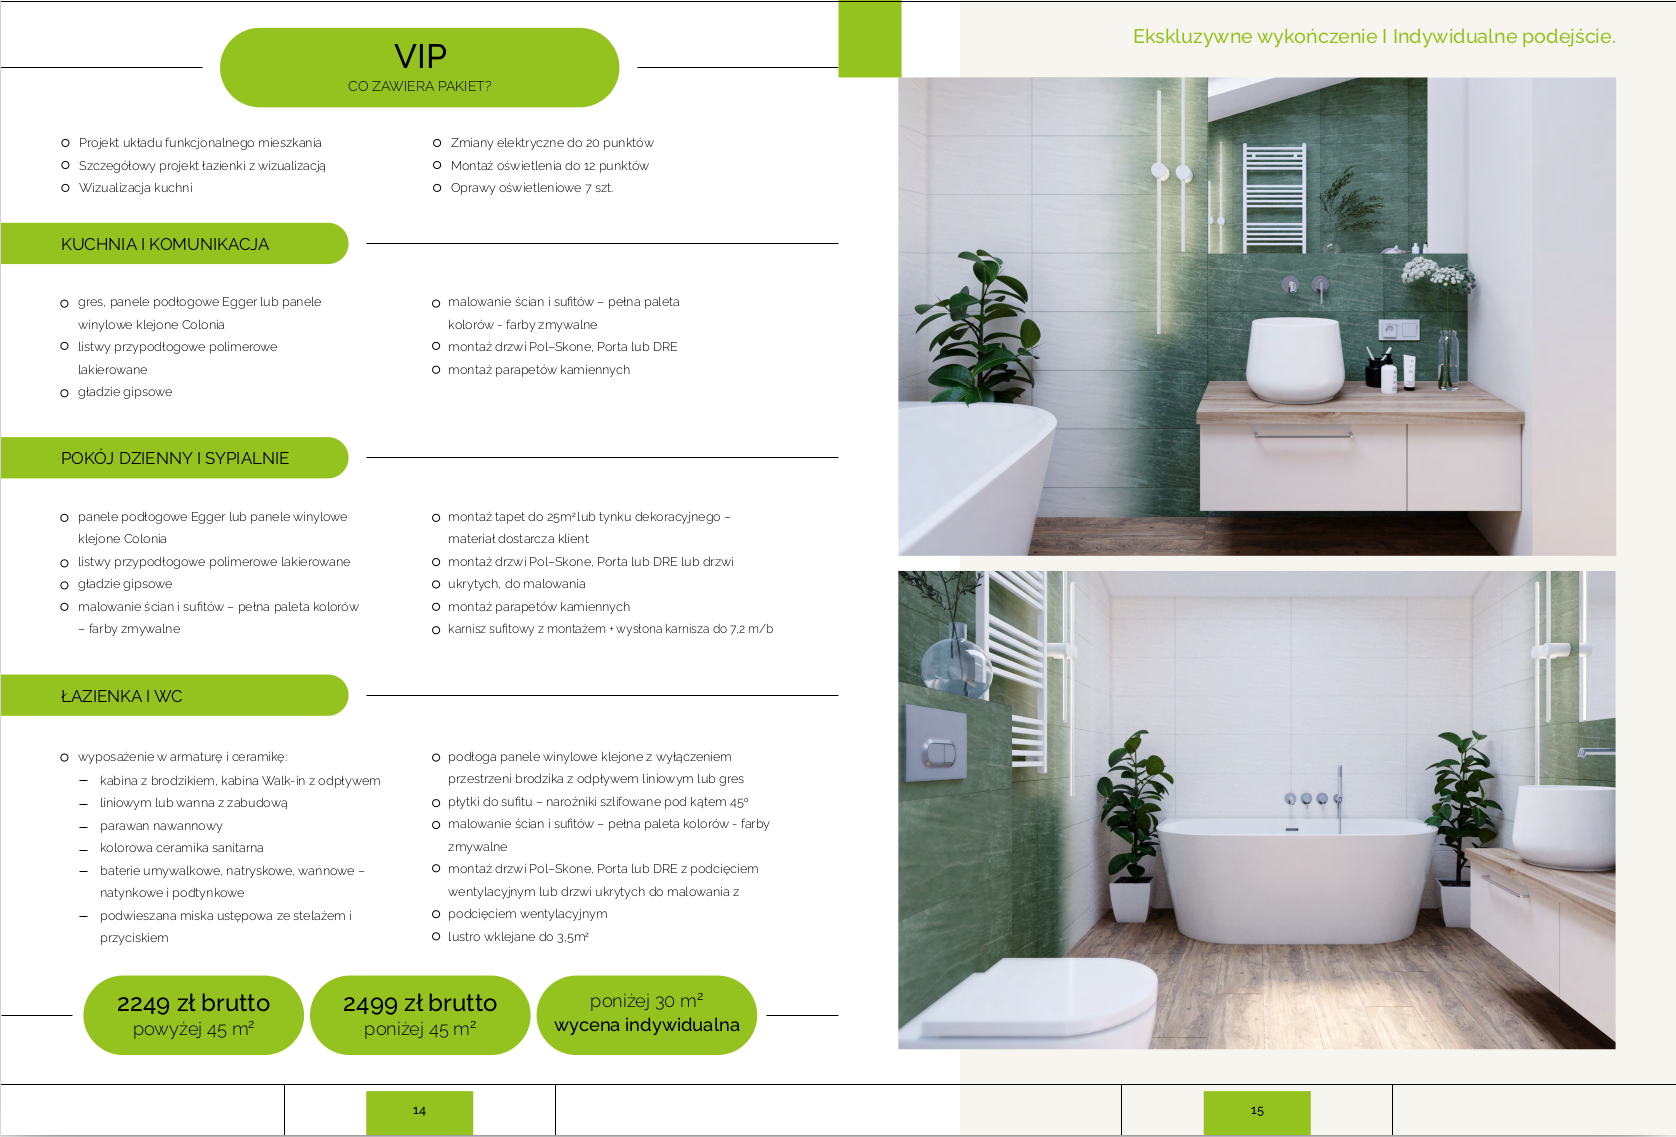 VIP
CO ZAWIERA PAKIET?
Projekt układu funkcjonalnego mieszkania
Szczegółowy projekt łazienki z wizualizacją
Wizualizacja kuchni
Zmiany elektryczne do 20 punktów
Montaż oświetlenia do 12 punktów
Oprawy oświetleniowe 7 szt.
KUCHNIA I KOMUNIKACJA
gres, panele podłogowe Egger lub panele
winylowe klejone Colonia
listwy przypodłogowe polimerowe
lakierowane
gładzie gipsowe
malowanie ścian i sufitów – pełna paleta
kolorów - farby zmywalne
montaż drzwi Pol–Skone, Porta lub DRE
montaż parapetów kamiennych
POKÓJ DZIENNY I SYPIALNIE
panele podłogowe Egger lub panele winylowe
klejone Colonia
listwy przypodłogowe polimerowe lakierowane
gładzie gipsowe
malowanie ścian i sufitów – pełna paleta kolorów
– farby zmywalne
montaż tapet do 25m² lub tynku dekoracyjnego –
materiał dostarcza klient
montaż drzwi Pol–Skone, Porta lub DRE lub drzwi
ukrytych, do malowania
montaż parapetów kamiennych
karnisz sufitowy z montażem + wysłona karnisza do 7,2 m/b
ŁAZIENKA I WC
wyposażenie w armaturę i ceramikę:
– kabina z brodzikiem, kabina Walk-in z odpływem
– liniowym lub wanna z zabudową
– parawan nawannowy
– kolorowa ceramika sanitarna
– baterie umywalkowe, natryskowe, wannowe –
natynkowe i podtynkowe
– podwieszana miska ustępowa ze stelażem i
przyciskiem
podłoga panele winylowe klejone z wyłączeniem
przestrzeni brodzika z odpływem liniowym lub gres
płytki do sufitu – narożniki szlifowane pod kątem 45º
malowanie ścian i sufitów – pełna paleta kolorów - farby
zmywalne
montaż drzwi Pol–Skone, Porta lub DRE z podcięciem
wentylacyjnym lub drzwi ukrytych do malowania z
podcięciem wentylacyjnym
lustro wklejane do 3,5m²
2249 zł brutto
powyżej 45 m²
2499 zł brutto
poniżej 45 m²
poniżej 30 m²
wycena indywidualna
14
Ekskluzywne wykończenie I Indywidualne podejście.
15